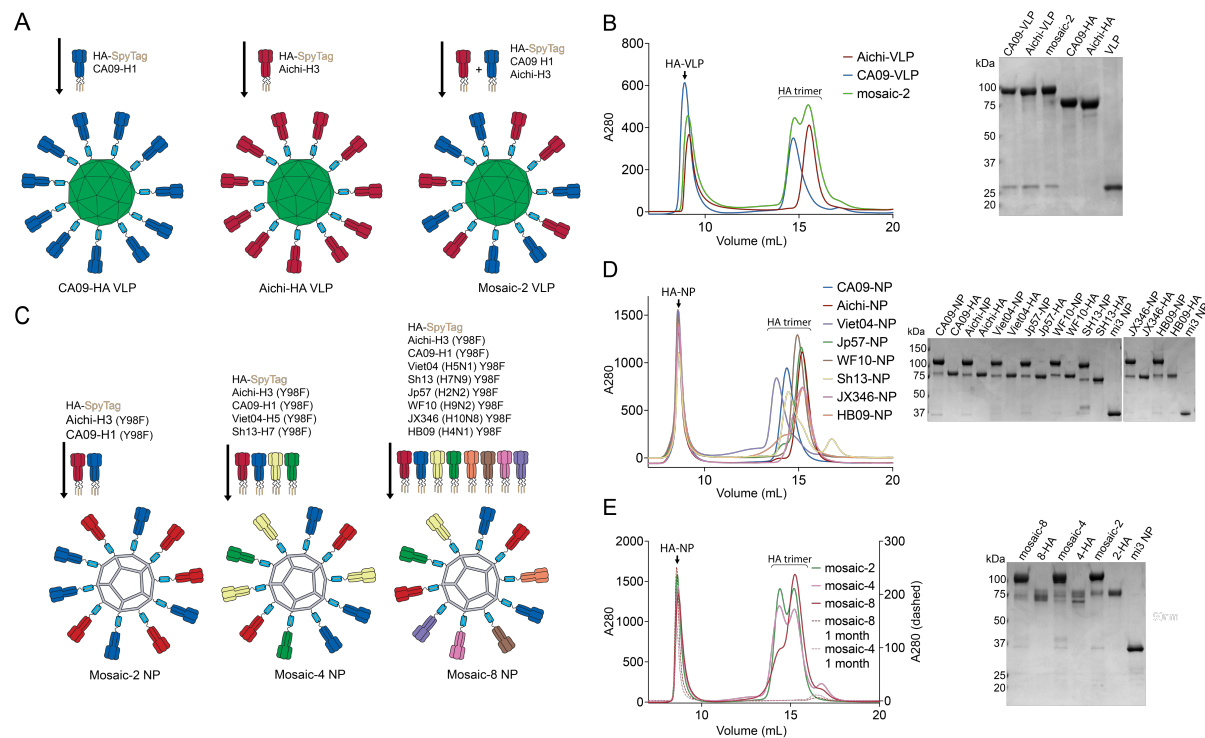 A
HA-SpyTag
CA09-H1
HA-SpyTag
Aichi-H3
HA-SpyTag
CA09 H1
Aichi-H3
+
CA09-HA VLP
Aichi-HA VLP
Mosaic-2 VLP
B
800
600
400
200
0
A280
HA-VLP
HA trimer
Aichi-VLP
CA09-VLP
mosaic-2
10
15
20
Volume (mL)
CA09-VLP
Aichi-VLP
mosaic-2
CA09-HA
Aichi-HA
VLP
kDa
100
75
50
37
25
20
C
HA-SpyTag
Aichi-H3 (Y98F)
CA09-H1 (Y98F)
HA-SpyTag
Aichi-H3 (Y98F)
CA09-H1 (Y98F)
Viet04-H5 (Y98F)
Sh13-H7 (Y98F)
HA-SpyTag
Aichi-H3 (Y98F)
CA09-H1 (Y98F)
Viet04 (H5N1) Y98F
Sh13 (H7N9) Y98F
Jp57 (H2N2) Y98F
WF10 (H9N2) Y98F
JX346 (H10N8) Y98F
HB09 (H4N1) Y98F
Mosaic-2 NP
Mosaic-4 NP
Mosaic-8 NP
D
1500
1000
500
0
A280
HA-NP
HA trimer
CA09-NP
Aichi-NP
Viet04-NP
Jp57-NP
WF10-NP
Sh13-NP
JX346-NP
HB09-NP
10
15
20
Volume (mL)
CA09-NP
CA09-HA
Aichi-NP
Aichi-HA
Viet04-NP
Viet04-HA
Jp57-NP
Jp57-HA
WF10-NP
WF10-HA
SH13-NP
SH13-HA
mi3 NP
JX346-NP
JX346-HA
HB09-NP
HB09-HA
mi3 NP
kDa
150
100
75
50
37
E
2000
1500
1000
500
0
A280
HA-NP
HA trimer
mosaic-2
mosaic-4
mosaic-8
mosaic-8
1 month
mosaic-4
1 month
300
200
100
0
A280 (dashed)
10
15
20
Volume (mL)
mosaic-8
8-HA
mosaic-4
4-HA
mosaic-2
2-HA
mi3 NP
kDa
100
75
50
37
25
20